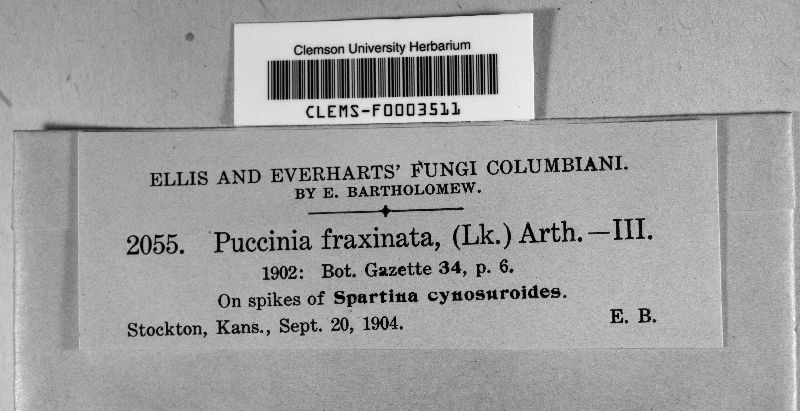 Clemson University Herbarium
CLEMS-F0003511
ELLIS AND EVERHARTS' FUNGI COLUMBIANI.
BY E. BARTHOLOMEW.
2055. Puccinia fraxinata, (Lk.) Arth.—III.
1902: Bot. Gazette 34, p. 6.
On spikes of Spartina cynosuroides.
Stockton, Kans., Sept. 20, 1904. E. B.